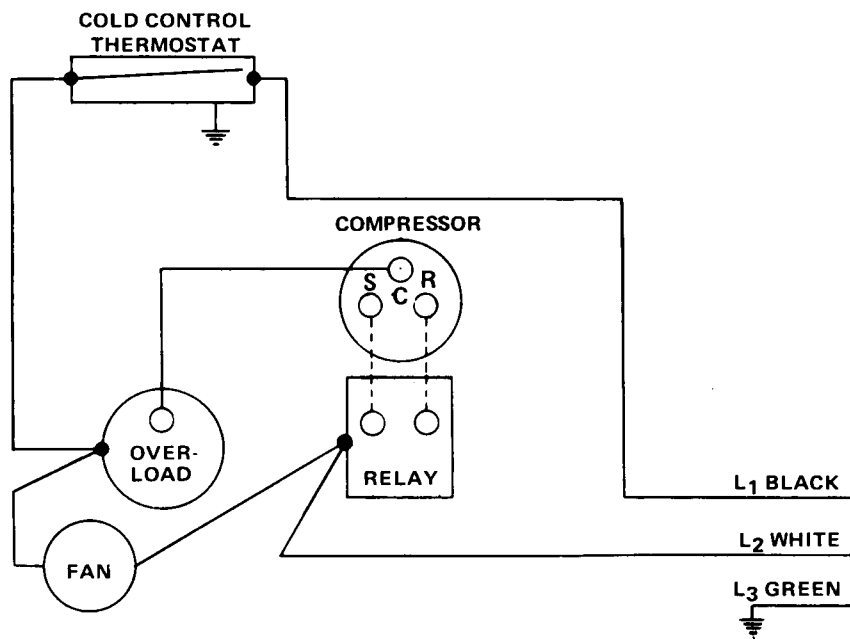 COLD CONTROL
THERMOSTAT
COMPRESSOR
S
C
R
OVER-
LOAD
RELAY
FAN
L1 BLACK
L2 WHITE
L3 GREEN